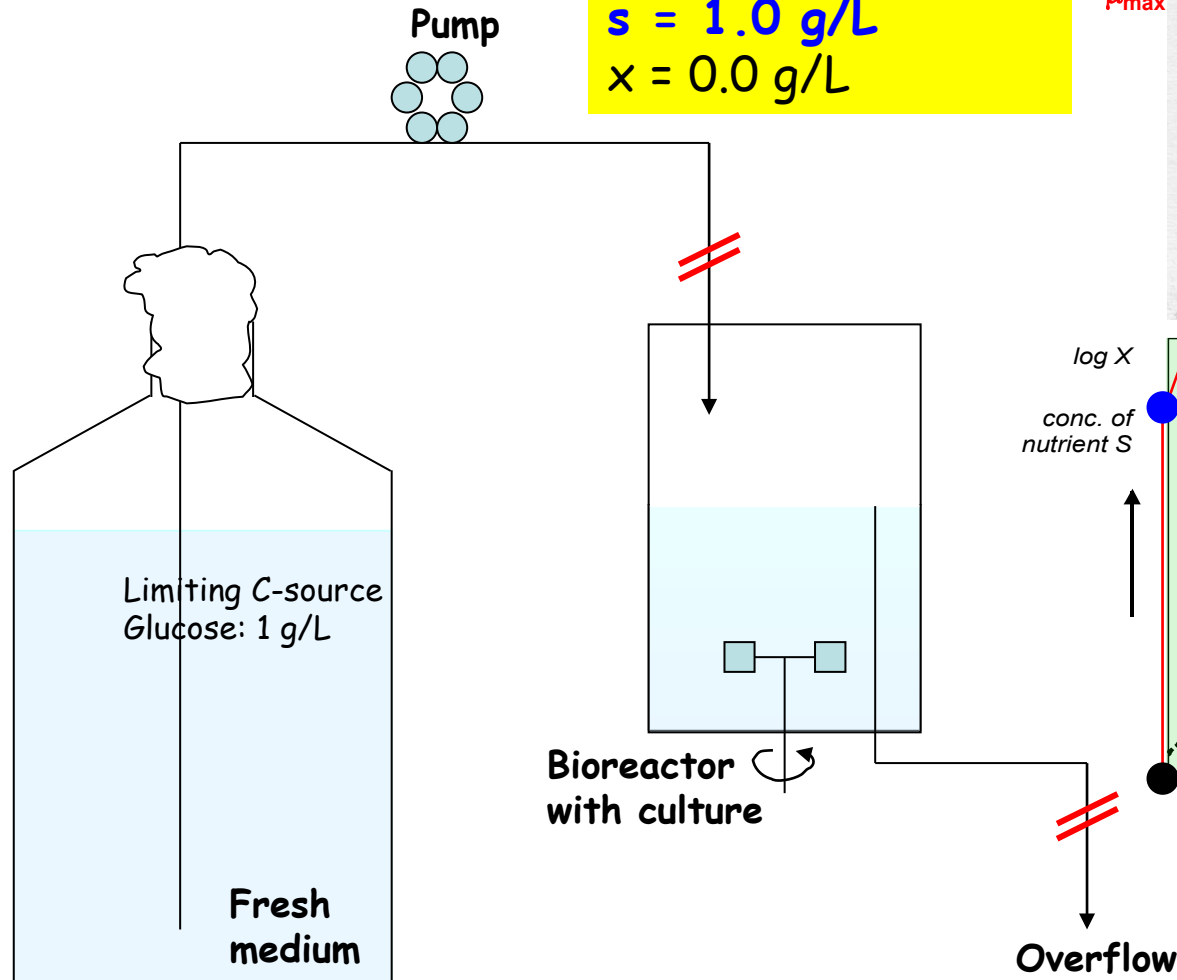 Pump
s = 1.0 g/L
x = 0.0 g/L
μmax
log X
conc. of
nutrient S
Limiting C-source
Glucose: 1 g/L
Bioreactor
with culture
Fresh
medium
Overflow